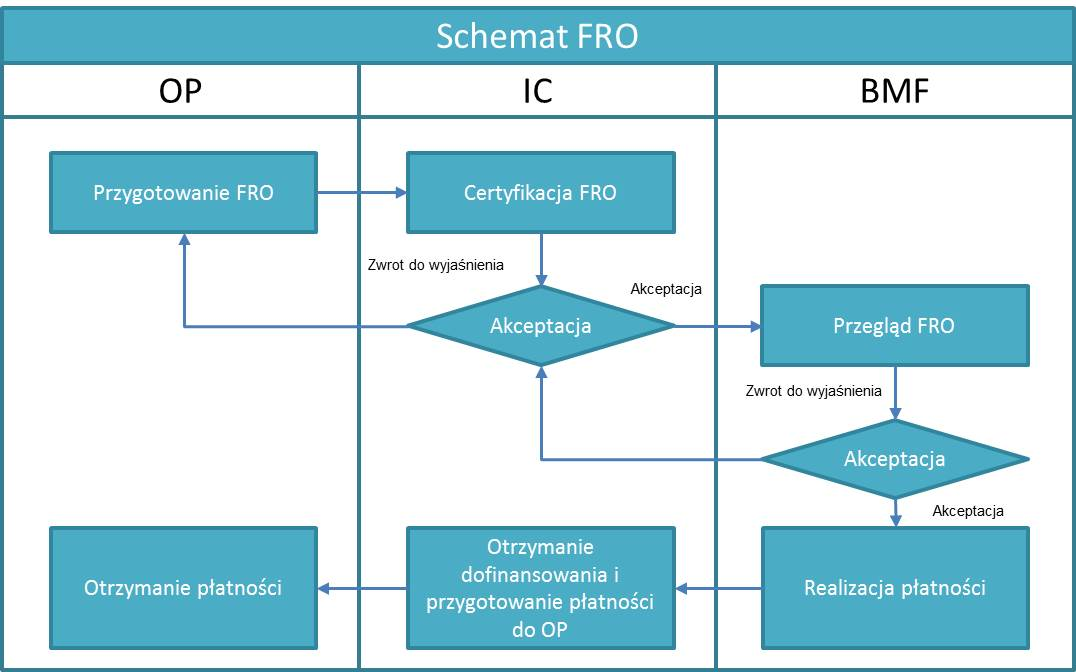 Schemat FRO
OP
IC
BMF
Przygotowanie FRO
Certyfikacja FRO
Zwrot do wyjaśnienia
Akceptacja
Akceptacja
Przegląd FRO
Zwrot do wyjaśnienia
Akceptacja
Akceptacja
Otrzymanie płatności
Otrzymanie
dofinansowania i
przygotowanie płatności
do OP
Realizacja płatności